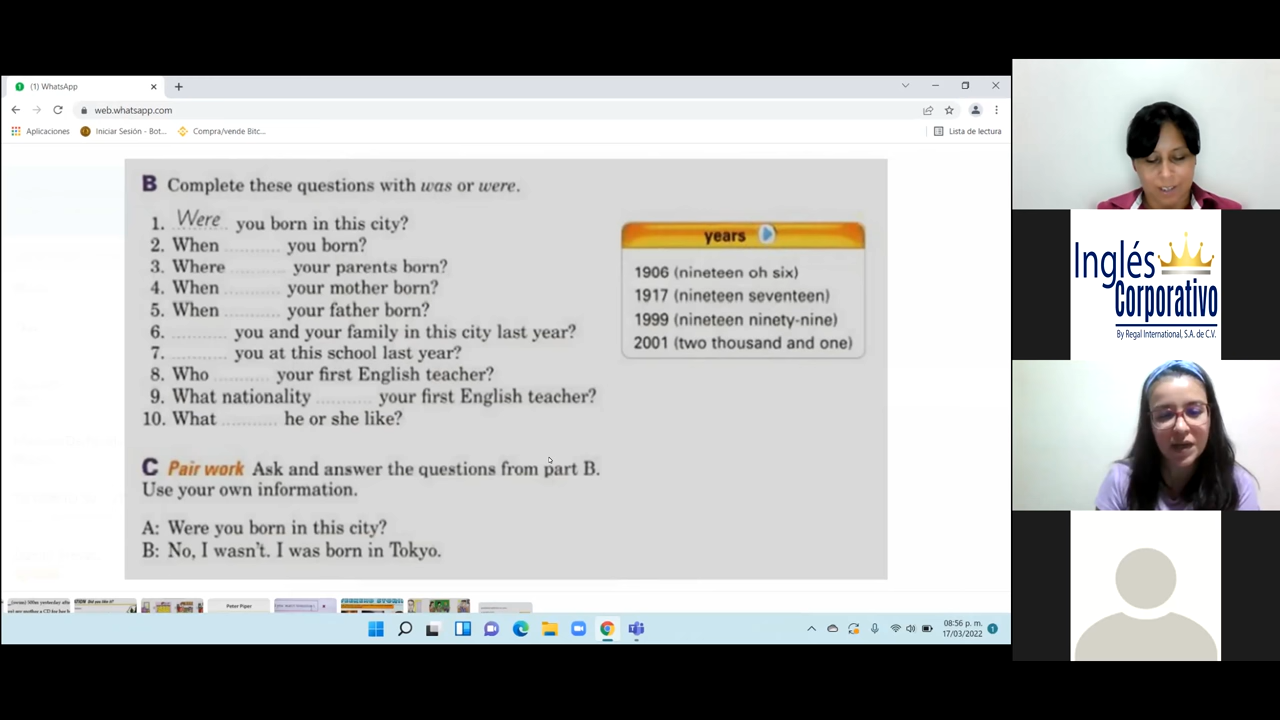 (1) WhatsApp
web.whatsapp.com
Aplicaciones
Iniciar Sesión - Bot...
Compra/vende Bitc...
Lista de lectura
B Complete these questions with was or were.
1. Were you born in this city?
2. When ............ you born?
3. Where ............ your parents born?
4. When ............ your mother born?
5. When ............ your father born?
6. ............ you and your family in this city last year?
7. ............ you at this school last year?
8. Who ............ your first English teacher?
9. What nationality ............ your first English teacher?
10. What ............ he or she like?
years
1906 (nineteen oh six)
1917 (nineteen seventeen)
1999 (nineteen ninety-nine)
2001 (two thousand and one)
C Pair work Ask and answer the questions from part B.
Use your own information.
A: Were you born in this city?
B: No, I wasn't. I was born in Tokyo.
Peter Piper
08:56 p. m.
17/03/2022
1
Inglés
Corporativo
By Regal International, S.A. de C.V.